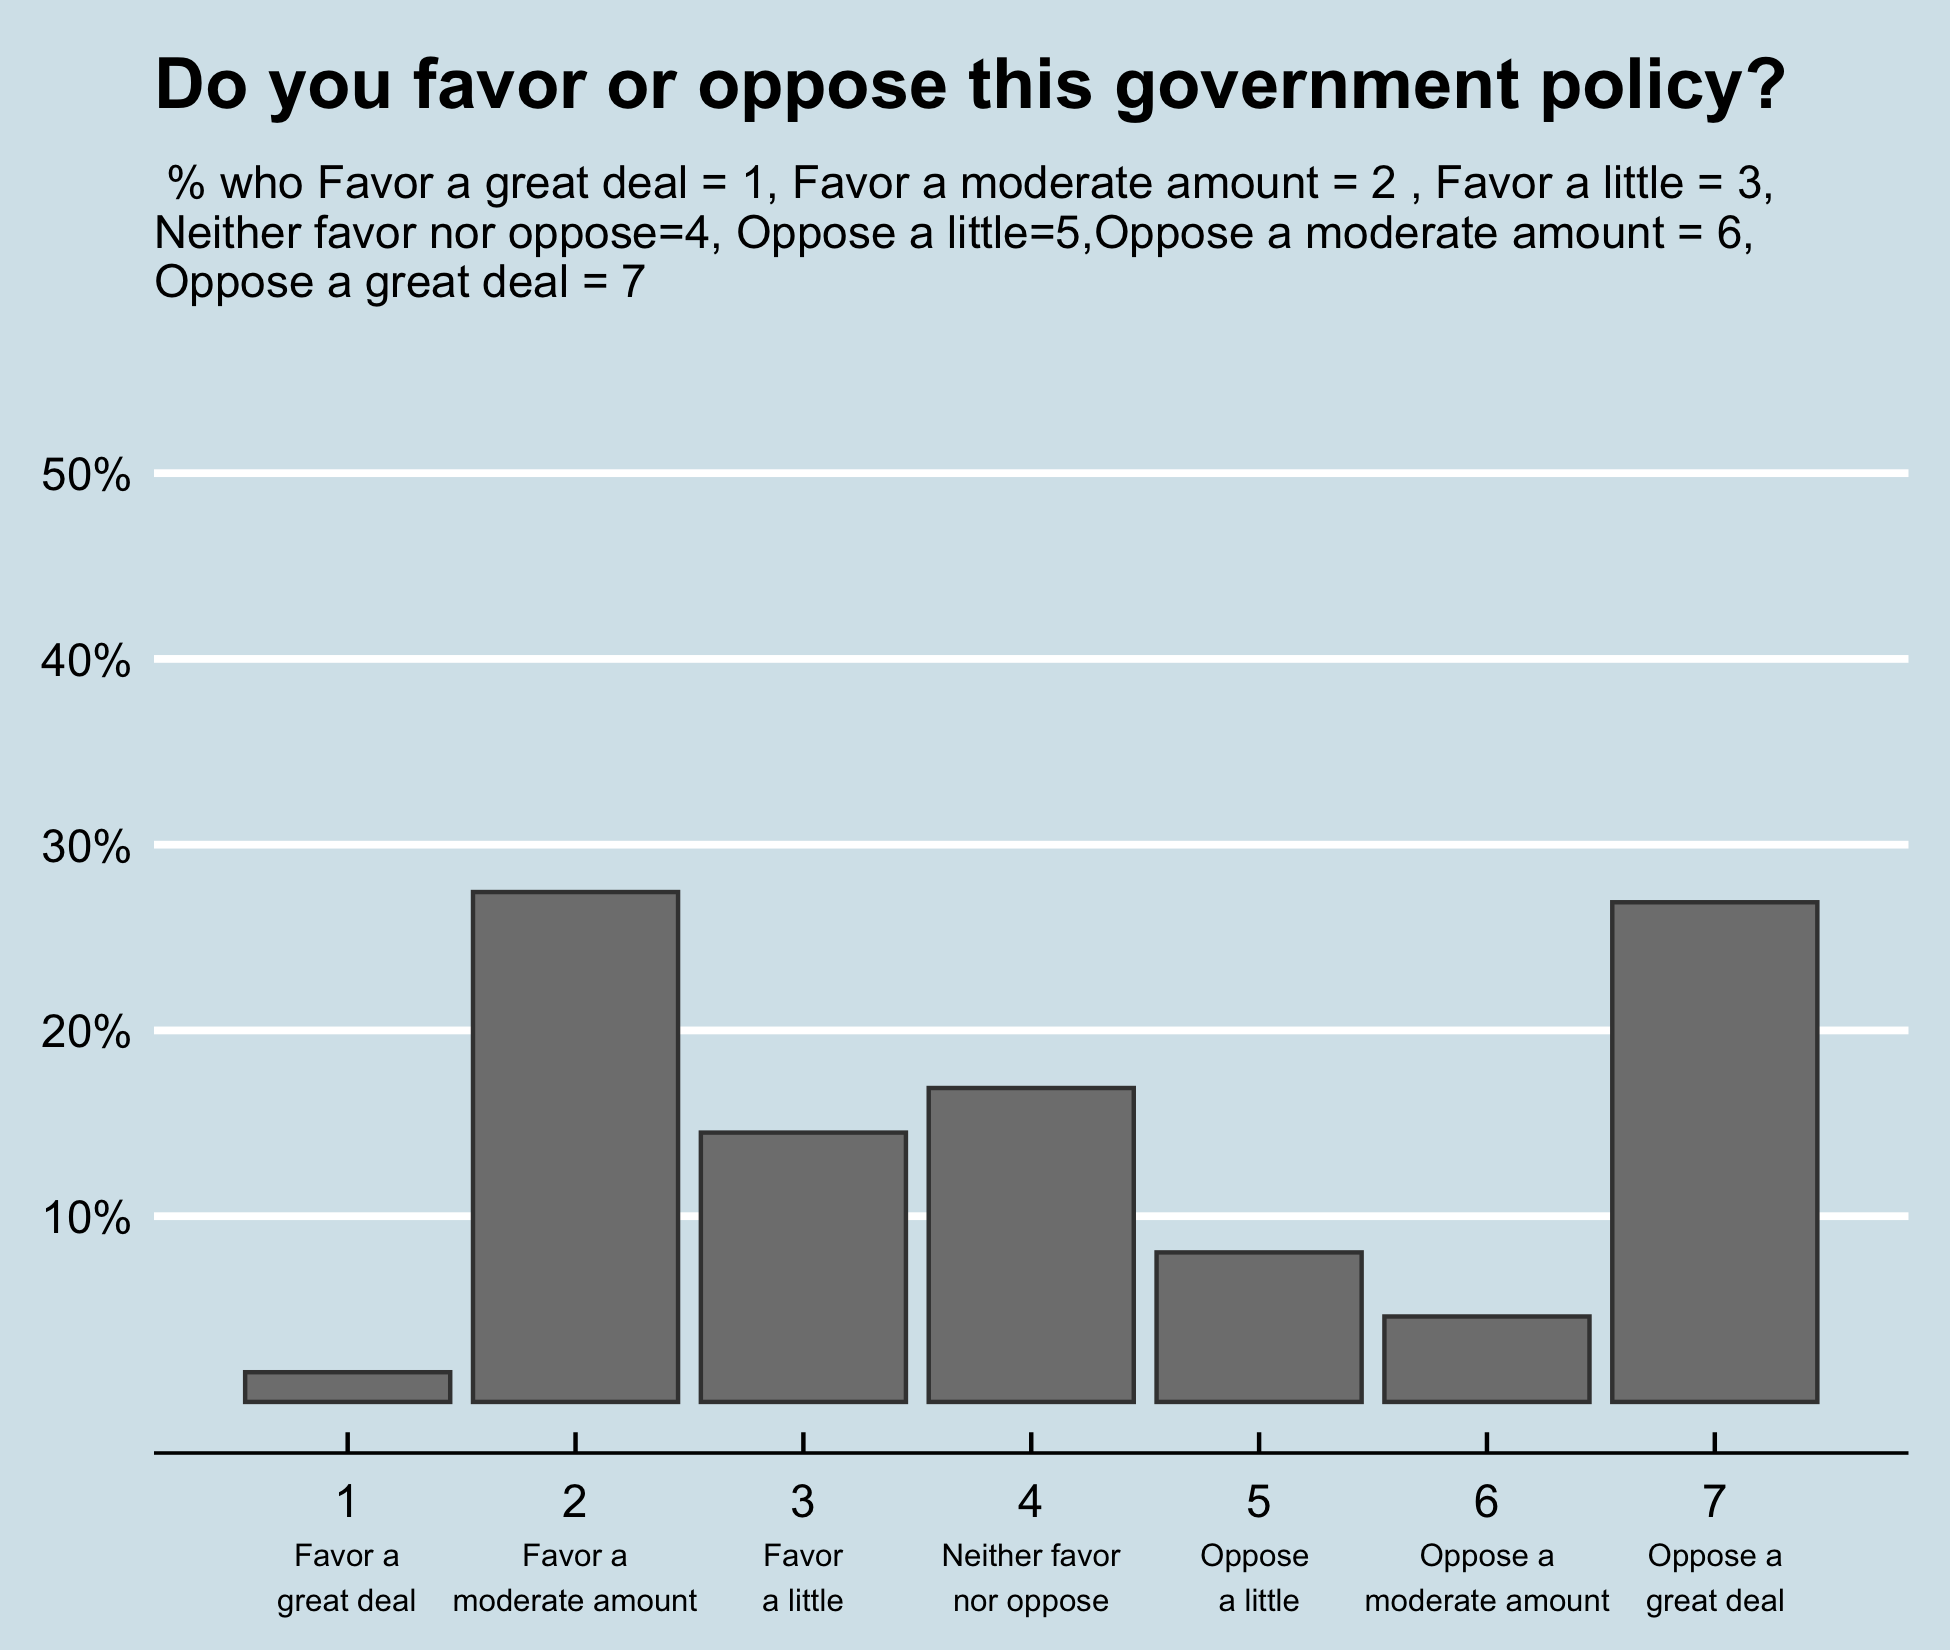 Do you favor or oppose this government policy?
% who Favor a great deal = 1, Favor a moderate amount = 2 , Favor a little = 3,
Neither favor nor oppose=4, Oppose a little=5,Oppose a moderate amount = 6,
Oppose a great deal = 7
50%
40%
30%
20%
10%
1 2 3 4 5 6 7
Favor a Favor a Favor Neither favor Oppose Oppose a Oppose a
great deal moderate amount a little nor oppose a little moderate amount great deal